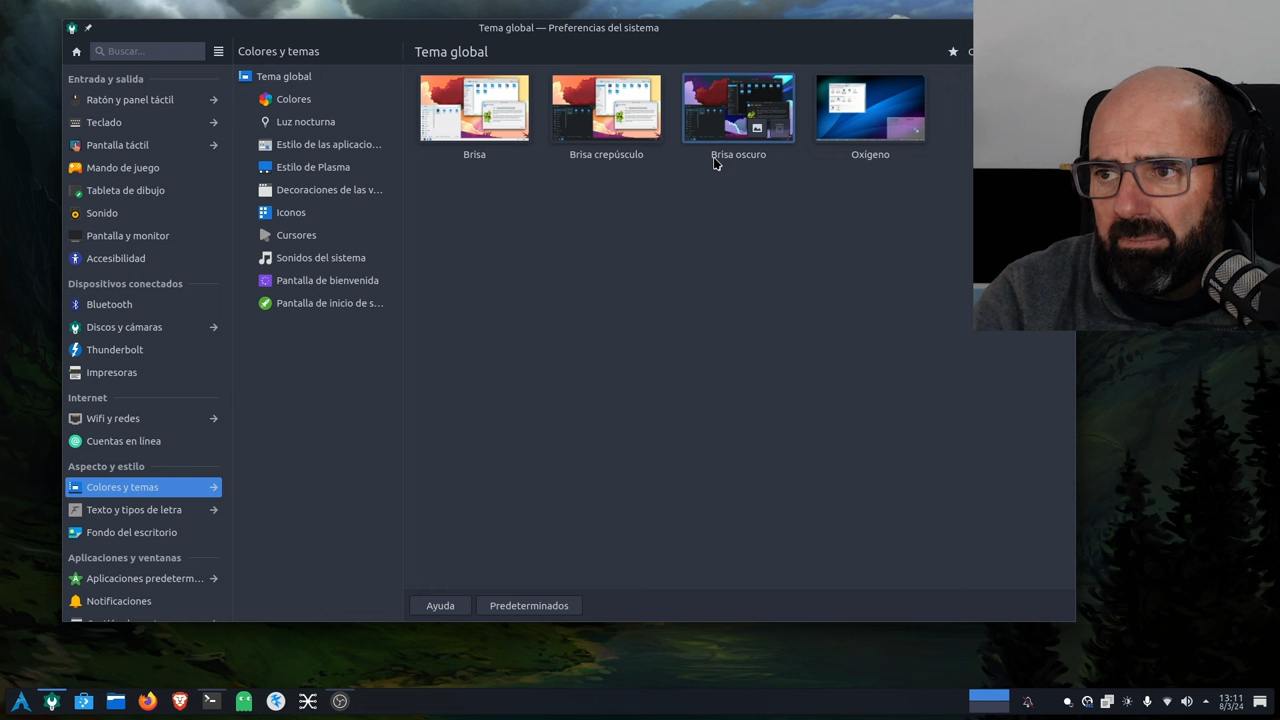 Tema global — Preferencias del sistema
Buscar...
Colores y temas
Tema global
Entrada y salida
Ratón y panel táctil
Teclado
Pantalla táctil
Mando de juego
Tableta de dibujo
Sonido
Pantalla y monitor
Accesibilidad
Dispositivos conectados
Bluetooth
Discos y cámaras
Thunderbolt
Impresoras
Internet
Wifi y redes
Cuentas en línea
Aspecto y estilo
Colores y temas
Texto y tipos de letra
Fondo del escritorio
Aplicaciones y ventanas
Aplicaciones predeterm...
Notificaciones
Tema global
Colores
Luz nocturna
Estilo de las aplicacio...
Estilo de Plasma
Decoraciones de las v...
Iconos
Cursores
Sonidos del sistema
Pantalla de bienvenida
Pantalla de inicio de s...
Brisa
Brisa crepúsculo
Brisa oscuro
Oxígeno
Ayuda
Predeterminados
13:11
8/3/24